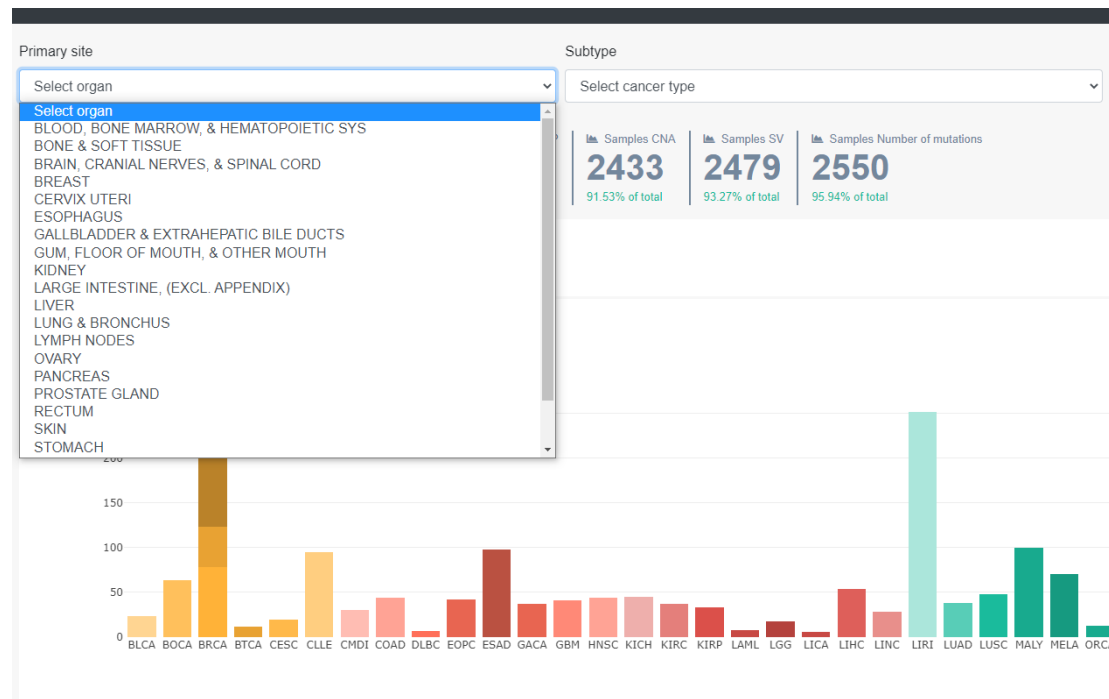 Primary site
Subtype
Select organ
Select cancer type
Select organ
BLOOD, BONE MARROW, & HEMATOPOIETIC SYS
BONE & SOFT TISSUE
BRAIN, CRANIAL NERVES, & SPINAL CORD
BREAST
CERVIX UTERI
ESOPHAGUS
GALLBLADDER & EXTRAHEPATIC BILE DUCTS
GUM, FLOOR OF MOUTH, & OTHER MOUTH
KIDNEY
LARGE INTESTINE, (EXCL. APPENDIX)
LIVER
LUNG & BRONCHUS
LYMPH NODES
OVARY
PANCREAS
PROSTATE GLAND
RECTUM
SKIN
STOMACH
Samples CNA
2433
91.53% of total
Samples SV
2479
93.27% of total
Samples Number of mutations
2550
95.94% of total
200
150
100
50
0
BLCA BOCA BRCA BTCA CESC CLLE CMDI COAD DLBC EOPC ESAD GACA GBM HNSC KICH KIRC KIRP LAML LGG LICA LIHC LINC LIRI LUAD LUSC MALY MELA